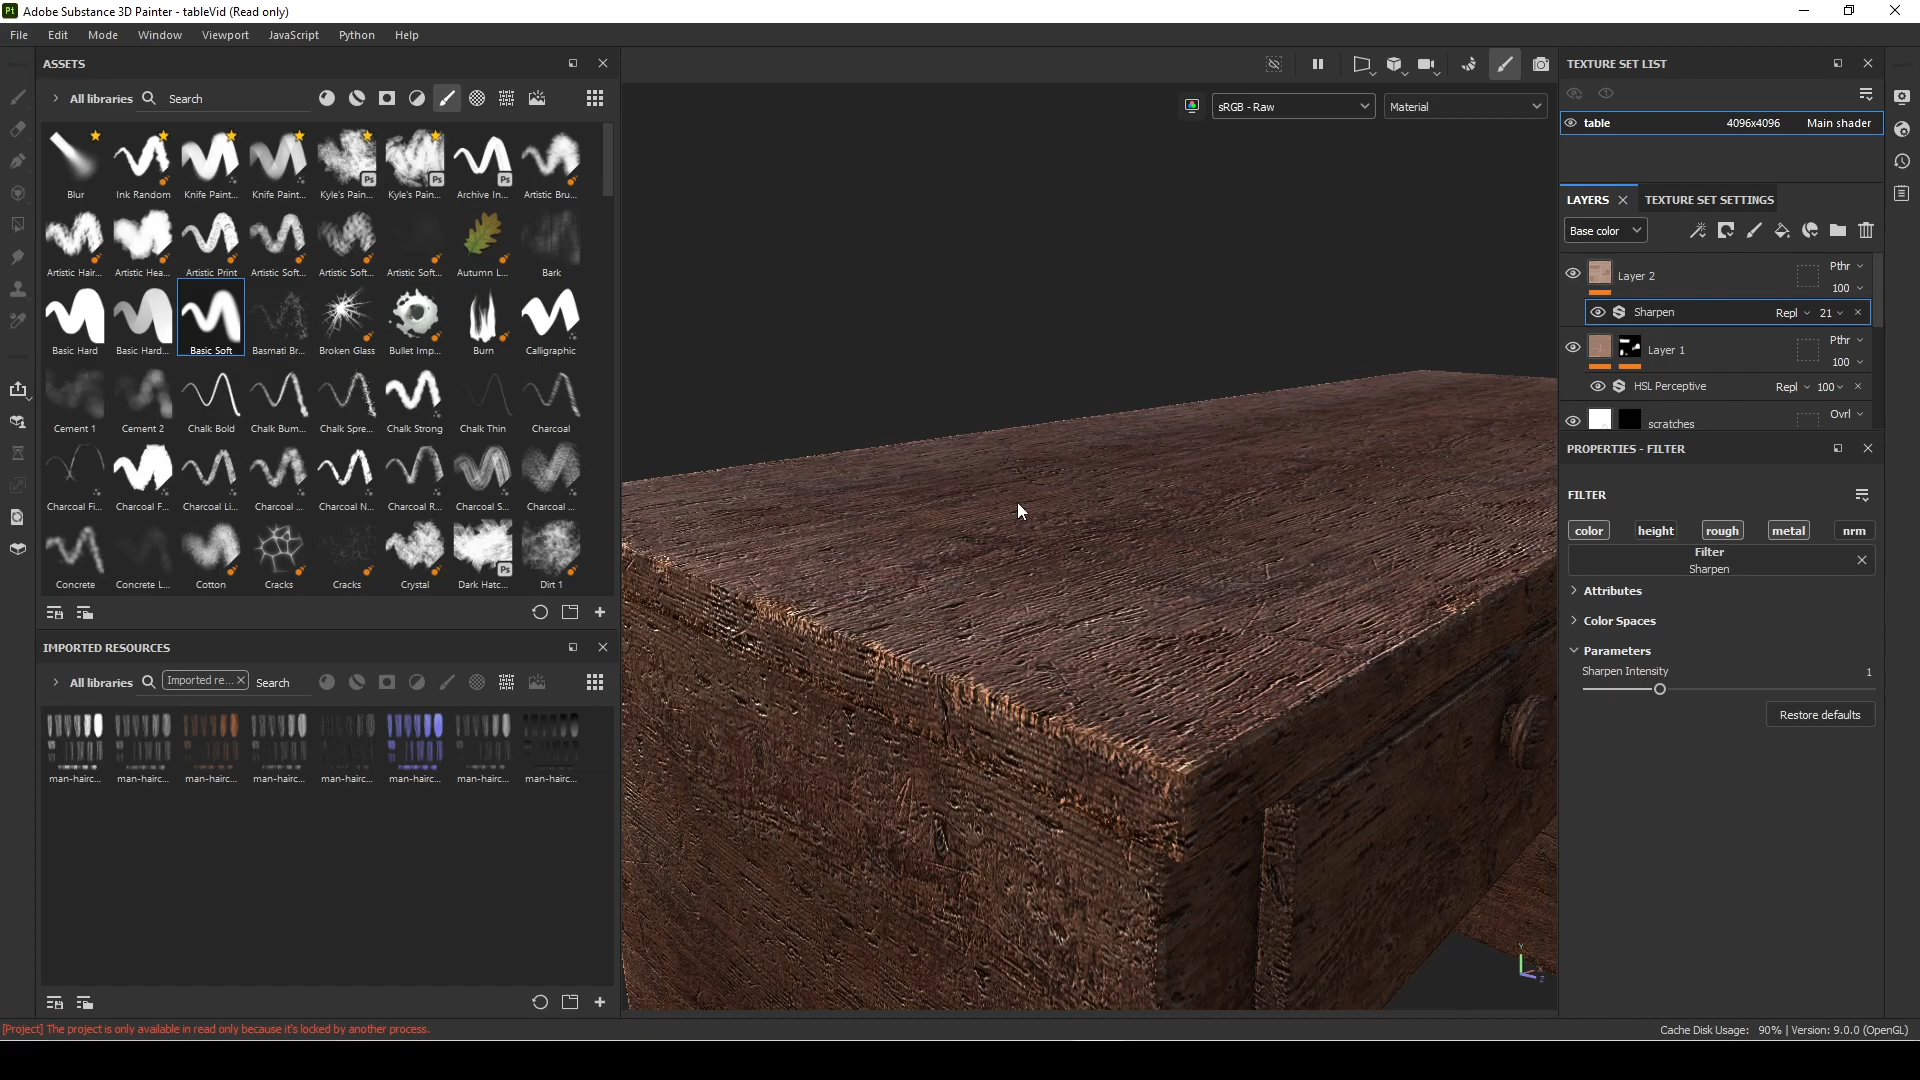 Pt Adobe Substance 3D Painter - tableVid (Read only)
File Edit Mode Window Viewport JavaScript Python Help
ASSETS
All libraries Search
Blur Ink Random Knife Paint... Knife Paint... Kyle's Pain... Kyle's Pain... Archive In... Artistic Bru...
Ps Ps Ps
Artistic Hair... Artistic Hea... Artistic Print Artistic Soft... Artistic Soft... Artistic Soft... Autumn L... Bark
Basic Hard Basic Hard... Basic Soft Basmati Br... Broken Glass Bullet Imp... Burn Calligraphic
Cement 1 Cement 2 Chalk Bold Chalk Bum... Chalk Spre... Chalk Strong Chalk Thin Charcoal
Charcoal Fi... Charcoal F... Charcoal Li... Charcoal ... Charcoal N... Charcoal R... Charcoal S... Charcoal ...
Concrete Concrete L... Cotton Cracks Cracks Crystal Dark Hatc... Dirt 1
Ps
IMPORTED RESOURCES
All libraries Imported re... Search
man-hairc... man-hairc... man-hairc... man-hairc... man-hairc... man-hairc... man-hairc... man-hairc...
sRGB - Raw Material
Y
X
Z
TEXTURE SET LIST
table 4096x4096 Main shader
LAYERS TEXTURE SET SETTINGS
Base color
Layer 2 Pthr
100
Sharpen Repl 21
Layer 1 Pthr
100
HSL Perceptive Repl 100
scratches Ovrl
PROPERTIES - FILTER
FILTER
color height rough metal nrm
Filter
Sharpen
Attributes
Color Spaces
Parameters
Sharpen Intensity 1
Restore defaults
[Project] The project is only available in read only because it's locked by another process.
Cache Disk Usage: 90% | Version: 9.0.0 (OpenGL)